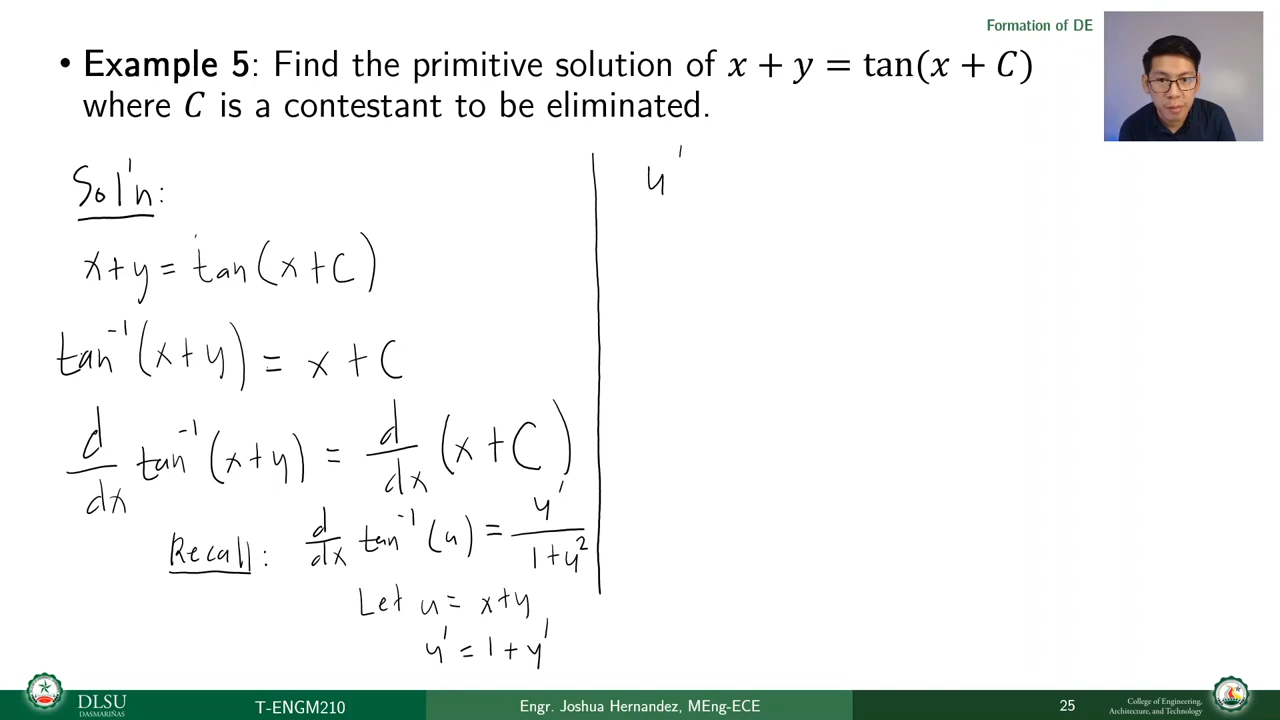 Formation of DE
• Example 5: Find the primitive solution of x + y = tan(x + C)
where C is a contestant to be eliminated.
Sol'n:
x+y = tan(x+C)
tan⁻¹(x+y) = x + C
d/dx tan⁻¹(x+y) = d/dx (x+C)
Recall: d/dx tan⁻¹(u) = u'/1+u²
Let u = x+y
u' = 1+y'
u'
DLSU
DASMARIÑAS
T-ENGM210
Engr. Joshua Hernandez, MEng-ECE
25
College of Engineering,
Architecture, and Technology